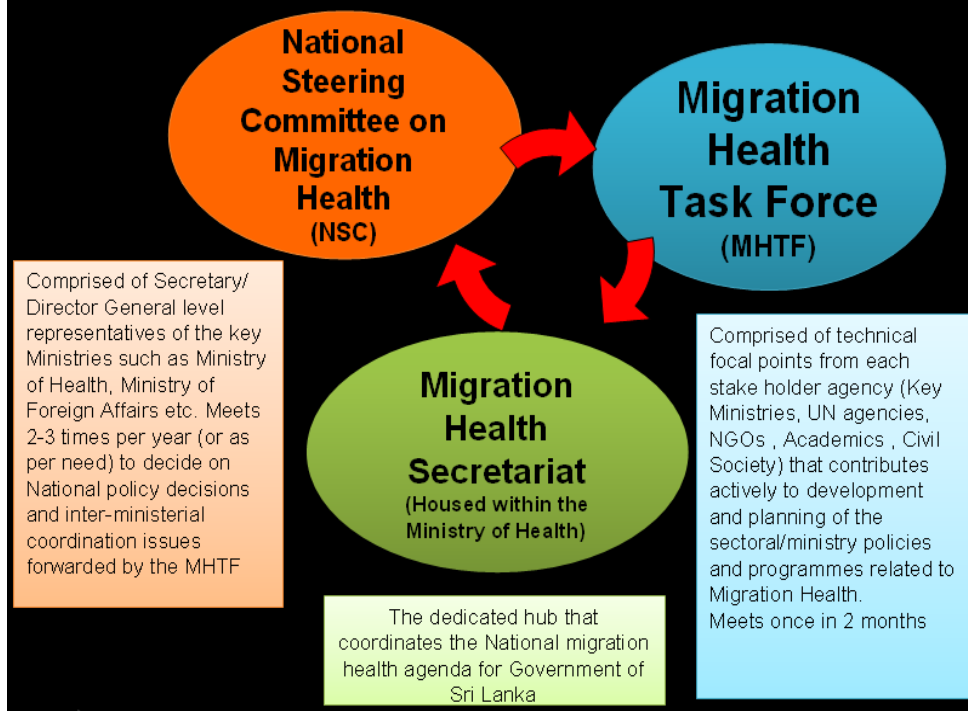 National
Steering
Committee on
Migration
Health
(NSC)
Migration
Health
Task Force
(MHTF)
Comprised of Secretary/
Director General level
representatives of the key
Ministries such as Ministry
of Health, Ministry of
Foreign Affairs etc. Meets
2-3 times per year (or as
per need) to decide on
National policy decisions
and inter-ministerial
coordination issues
forwarded by the MHTF
Migration
Health
Secretariat
(Housed within the
Ministry of Health)
Comprised of technical
focal points from each
stake holder agency (Key
Ministries, UN agencies,
NGOs , Academics , Civil
Society) that contributes
actively to development
and planning of the
sectoral/ministry policies
and programmes related to
Migration Health.
Meets once in 2 months
The dedicated hub that
coordinates the National migration
health agenda for Government of
Sri Lanka